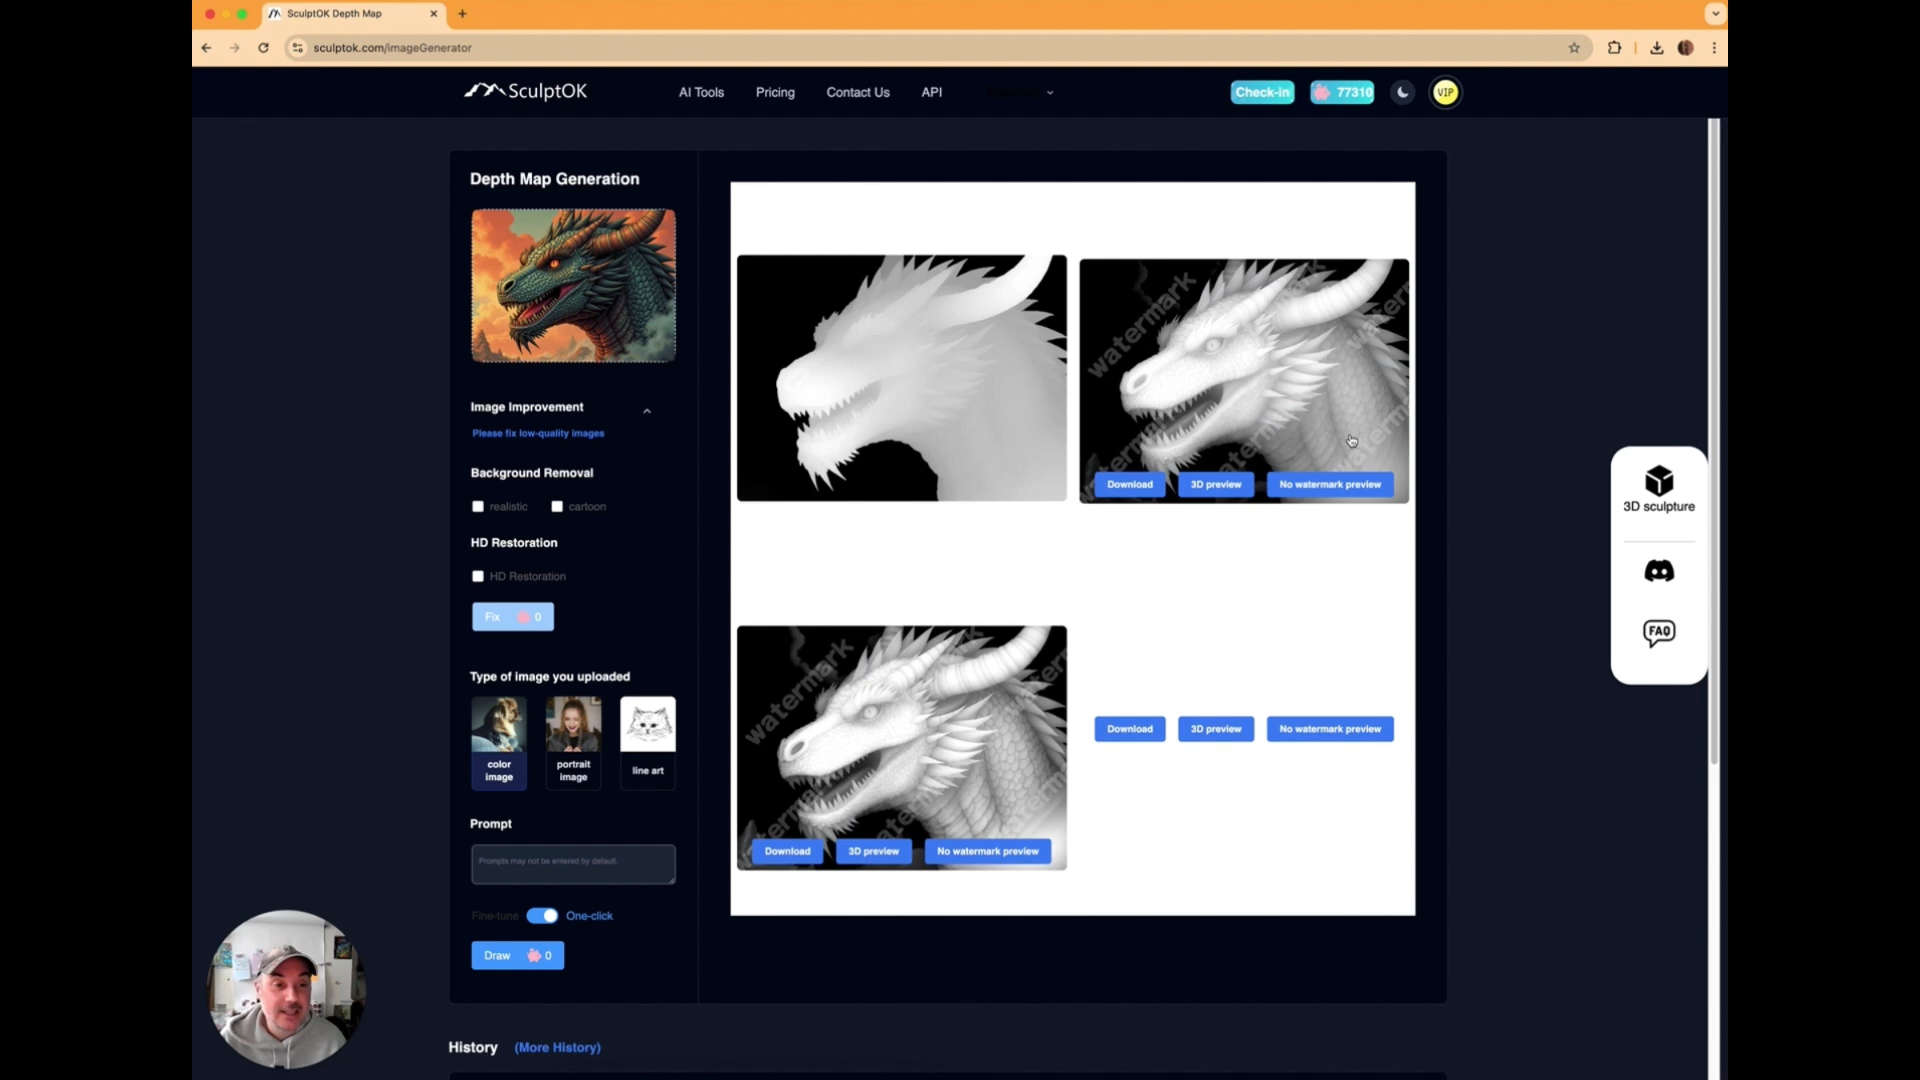 SculptOK Depth Map
sculptok.com/imageGenerator
SculptOK
AI Tools
Pricing
Contact Us
API
Check-in
77310
VIP
Depth Map Generation
Image Improvement
Please fix low-quality images
Background Removal
realistic
cartoon
HD Restoration
HD Restoration
Fix 0
Type of image you uploaded
color
image
portrait
image
line art
Prompt
Prompts may not be entered by default.
Fine-tune
One-click
Draw 0
watermark
watermark
Download
3D preview
No watermark preview
watermark
Download
3D preview
No watermark preview
Download
3D preview
No watermark preview
3D sculpture
FAQ
History
(More History)